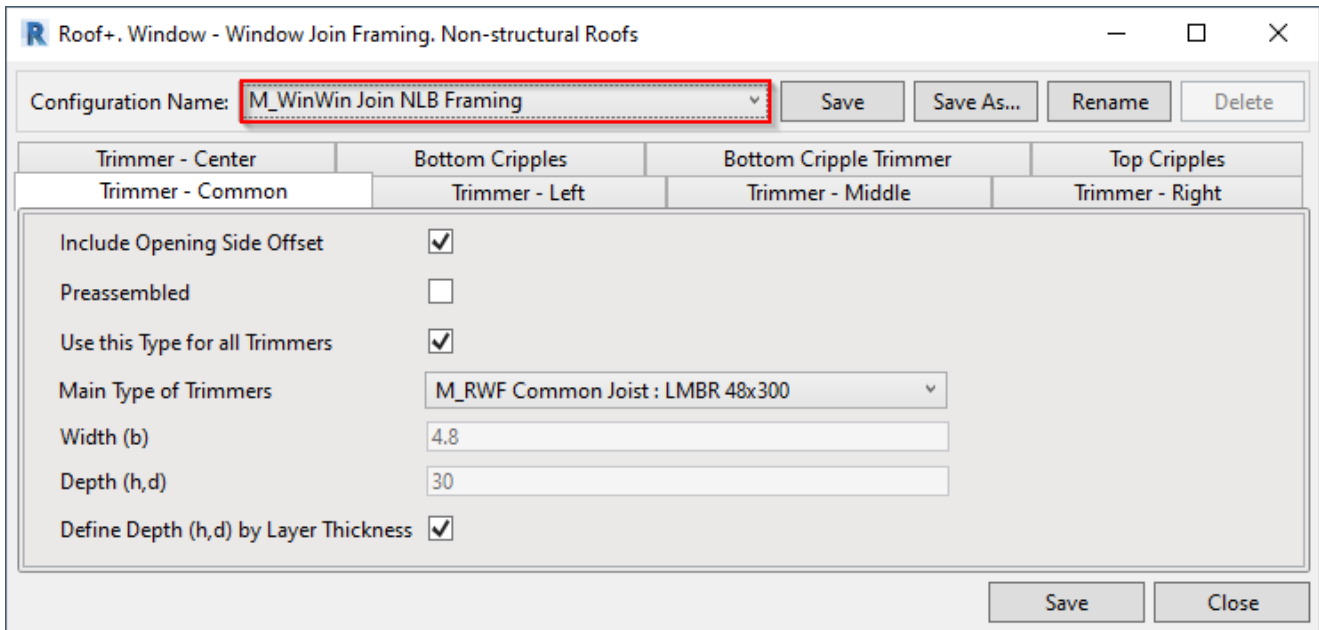 Roof+. Window - Window Join Framing. Non-structural Roofs
Configuration Name: M_WinWin Join NLB Framing Save Save As... Rename Delete
Trimmer - Center Bottom Cripples Bottom Cripple Trimmer Top Cripples
Trimmer - Common Trimmer - Left Trimmer - Middle Trimmer - Right
Include Opening Side Offset
Preassembled
Use this Type for all Trimmers
Main Type of Trimmers M_RWF Common Joist : LMBR 48x300
Width (b) 4.8
Depth (h,d) 30
Define Depth (h,d) by Layer Thickness
Save Close